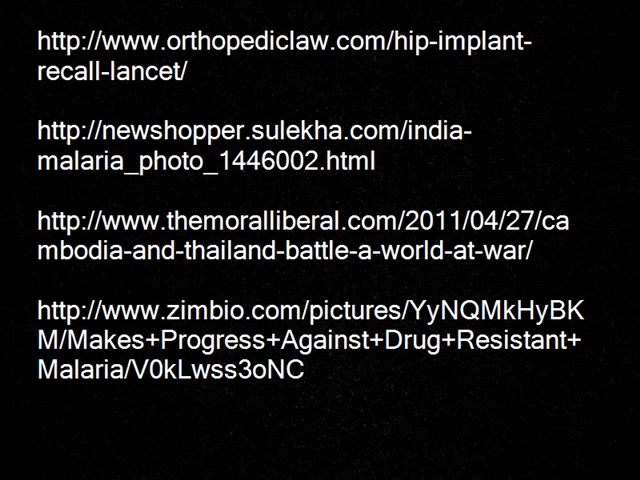 http://www.orthopediclaw.com/hip-implant-
recall-lancet/
http://newshopper.sulekha.com/india-
malaria_photo_1446002.html
http://www.themoralliberal.com/2011/04/27/ca
mbodia-and-thailand-battle-a-world-at-war/
http://www.zimbio.com/pictures/YyNQMkHyBK
M/Makes+Progress+Against+Drug+Resistant+
Malaria/V0kLwss3oNC